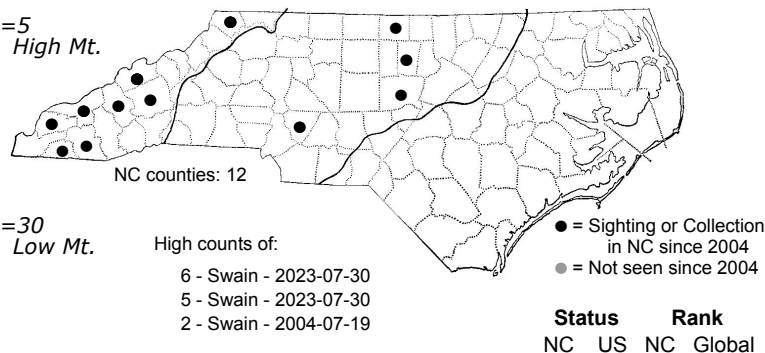 =5
High Mt.
NC counties: 12
=30
Low Mt.
High counts of:
6 - Swain - 2023-07-30
5 - Swain - 2023-07-30
2 - Swain - 2004-07-19
● = Sighting or Collection
in NC since 2004
● = Not seen since 2004
Status Rank
NC US NC Global